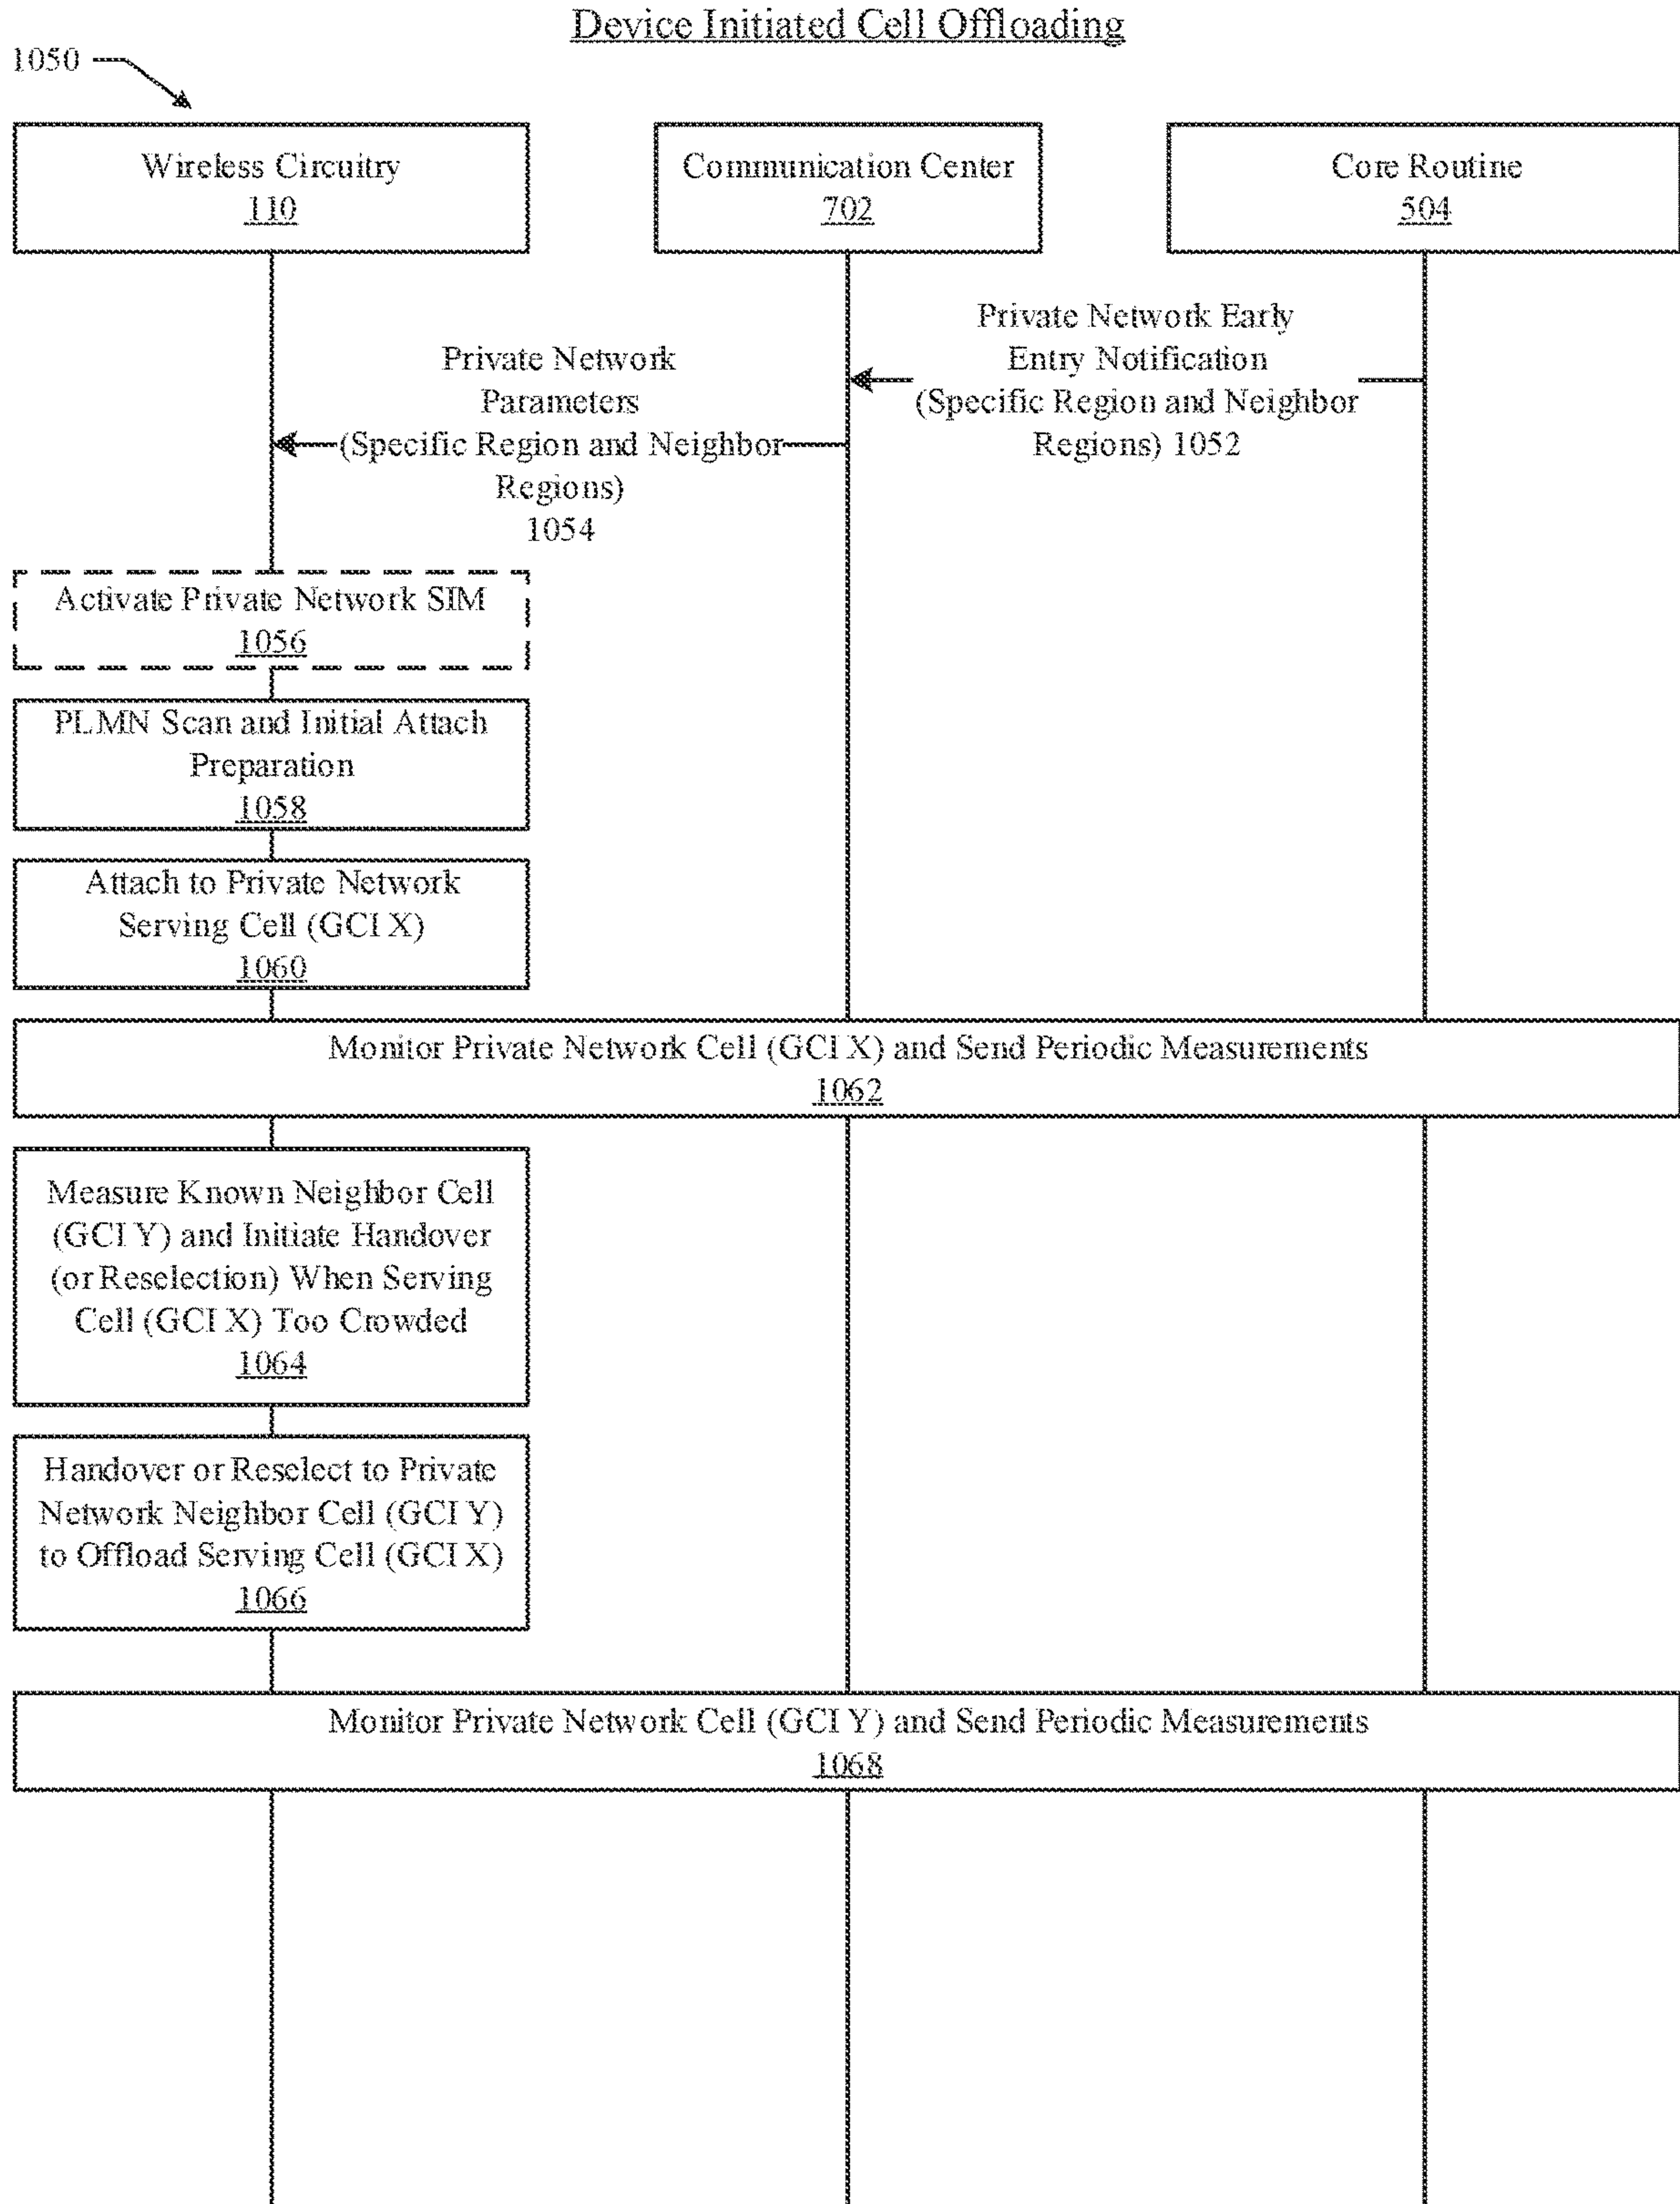 Device Initiated Cell Offloading
1050
Wireless Circuitry
110
Communication Center
702
Core Routine
504
Private Network Early
Entry Notification
(Specific Region and Neighbor
Regions) 1052
Private Network
Parameters
(Specific Region and Neighbor
Regions)
1054
Activate Private Network SIM
1056
PLMN Scan and Initial Attach
Preparation
1058
Attach to Private Network
Serving Cell (GCI X)
1060
Monitor Private Network Cell (GCI X) and Send Periodic Measurements
1062
Measure Known Neighbor Cell
(GCI Y) and Initiate Handover
(or Reselection) When Serving
Cell (GCI X) Too Crowded
1064
Handover or Reselect to Private
Network Neighbor Cell (GCI Y)
to Offload Serving Cell (GCI X)
1066
Monitor Private Network Cell (GCI Y) and Send Periodic Measurements
1068